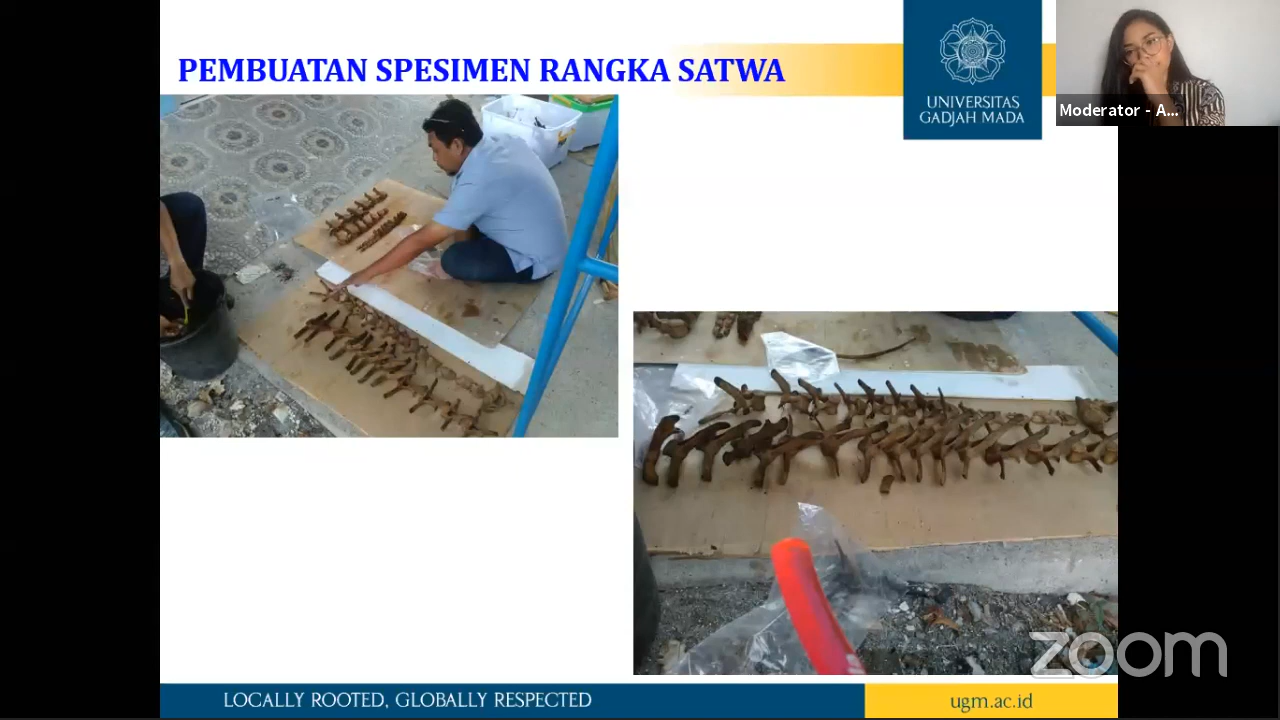 PEMBUATAN SPESIMEN RANGKA SATWA
UNIVERSITAS
GADJAH MADA
Moderator - A...
zoom
LOCALLY ROOTED, GLOBALLY RESPECTED
ugm.ac.id